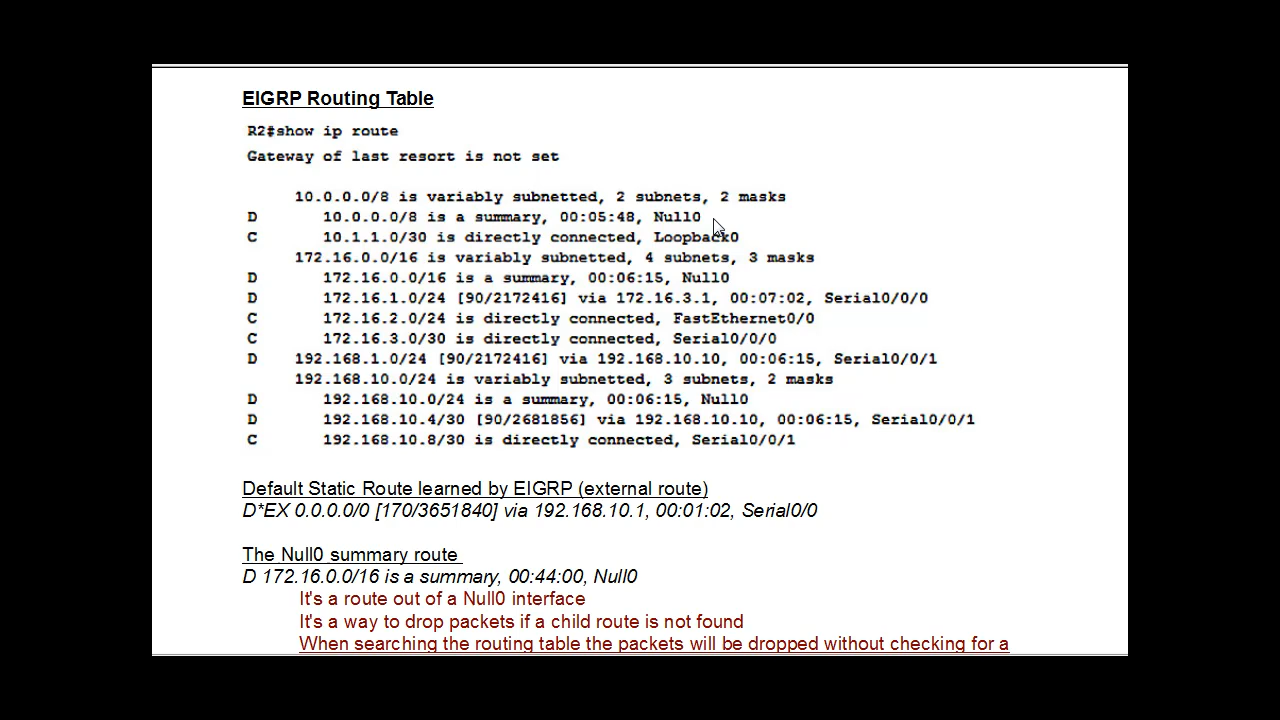 EIGRP Routing Table
R2#show ip route
Gateway of last resort is not set
10.0.0.0/8 is variably subnetted, 2 subnets, 2 masks
D 10.0.0.0/8 is a summary, 00:05:48, Null0
C 10.1.1.0/30 is directly connected, Loopback0
172.16.0.0/16 is variably subnetted, 4 subnets, 3 masks
D 172.16.0.0/16 is a summary, 00:06:15, Null0
D 172.16.1.0/24 [90/2172416] via 172.16.3.1, 00:07:02, Serial0/0/0
C 172.16.2.0/24 is directly connected, FastEthernet0/0
C 172.16.3.0/30 is directly connected, Serial0/0/0
D 192.168.1.0/24 [90/2172416] via 192.168.10.10, 00:06:15, Serial0/0/1
192.168.10.0/24 is variably subnetted, 3 subnets, 2 masks
D 192.168.10.0/24 is a summary, 00:06:15, Null0
D 192.168.10.4/30 [90/2681856] via 192.168.10.10, 00:06:15, Serial0/0/1
C 192.168.10.8/30 is directly connected, Serial0/0/1
Default Static Route learned by EIGRP (external route)
D*EX 0.0.0.0/0 [170/3651840] via 192.168.10.1, 00:01:02, Serial0/0
The Null0 summary route
D 172.16.0.0/16 is a summary, 00:44:00, Null0
It's a route out of a Null0 interface
It's a way to drop packets if a child route is not found
When searching the routing table the packets will be dropped without checking for a